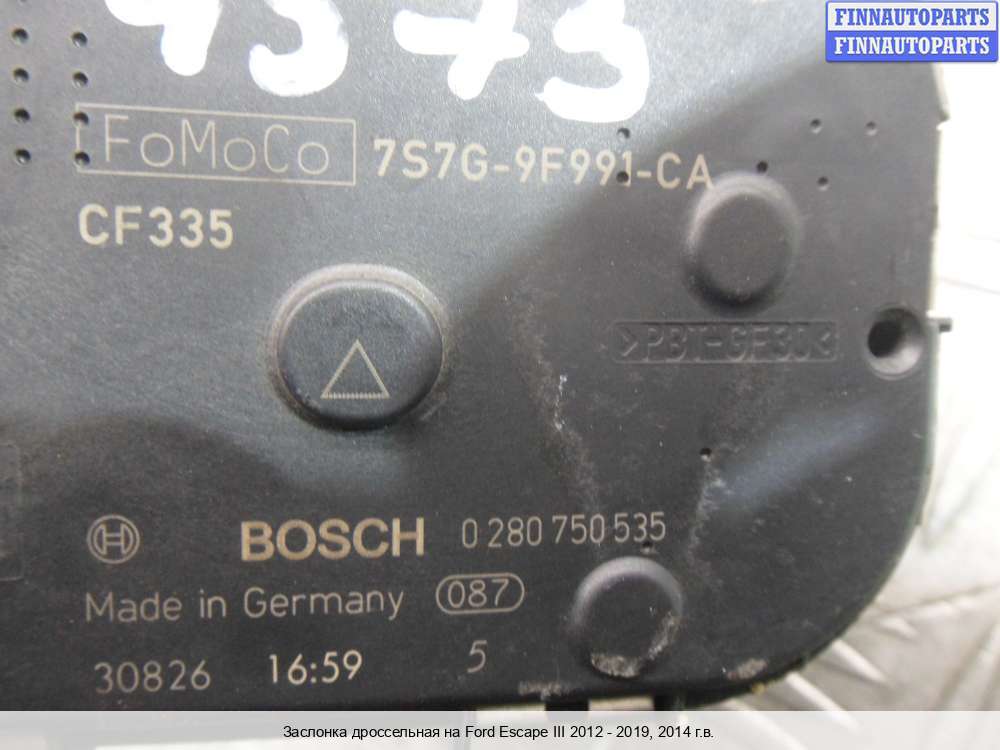 FINNAUTOPARTS
FINNAUTOPARTS
FoMoCo 7S7G-9F991-CA
CF335
>PBT-GF30<
BOSCH 0 280 750 535
Made in Germany 087
30826 16:59 5
Заслонка дроссельная на Ford Escape III 2012 - 2019, 2014 г.в.